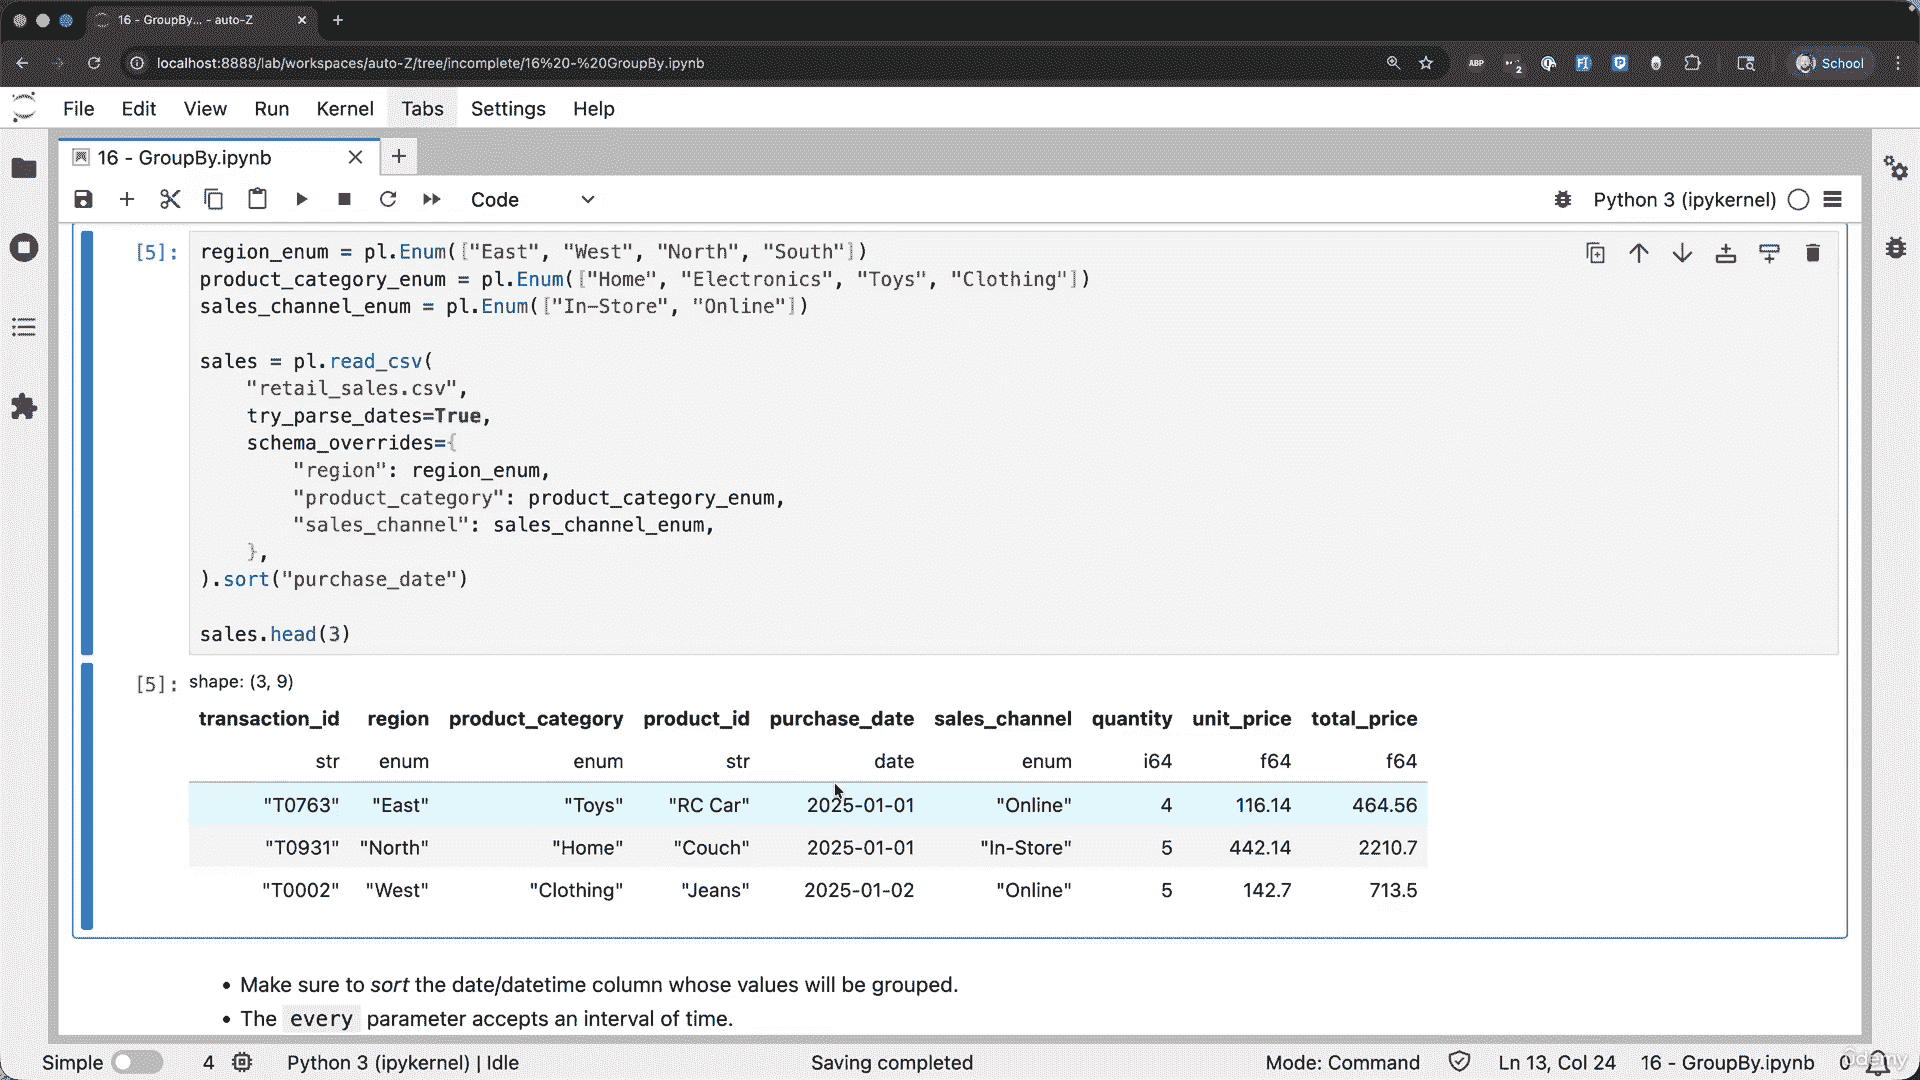 16 - GroupBy... - auto-Z
localhost:8888/lab/workspaces/auto-Z/tree/incomplete/16%20-%20GroupBy.ipynb
ABP
2
School
File Edit View Run Kernel Tabs Settings Help
16 - GroupBy.ipynb
Code
Python 3 (ipykernel)
[5]:
region_enum = pl.Enum(["East", "West", "North", "South"])
product_category_enum = pl.Enum(["Home", "Electronics", "Toys", "Clothing"])
sales_channel_enum = pl.Enum(["In-Store", "Online"])
sales = pl.read_csv(
"retail_sales.csv",
try_parse_dates=True,
schema_overrides={
"region": region_enum,
"product_category": product_category_enum,
"sales_channel": sales_channel_enum,
},
).sort("purchase_date")
sales.head(3)
[5]: shape: (3, 9)
transaction_id region product_category product_id purchase_date sales_channel quantity unit_price total_price
str enum enum str date enum i64 f64 f64
"T0763" "East" "Toys" "RC Car" 2025-01-01 "Online" 4 116.14 464.56
"T0931" "North" "Home" "Couch" 2025-01-01 "In-Store" 5 442.14 2210.7
"T0002" "West" "Clothing" "Jeans" 2025-01-02 "Online" 5 142.7 713.5
• Make sure to sort the date/datetime column whose values will be grouped.
• The every parameter accepts an interval of time.
Simple 4 Python 3 (ipykernel) | Idle Saving completed Mode: Command Ln 13, Col 24 16 - GroupBy.ipynb 0
ûdemy